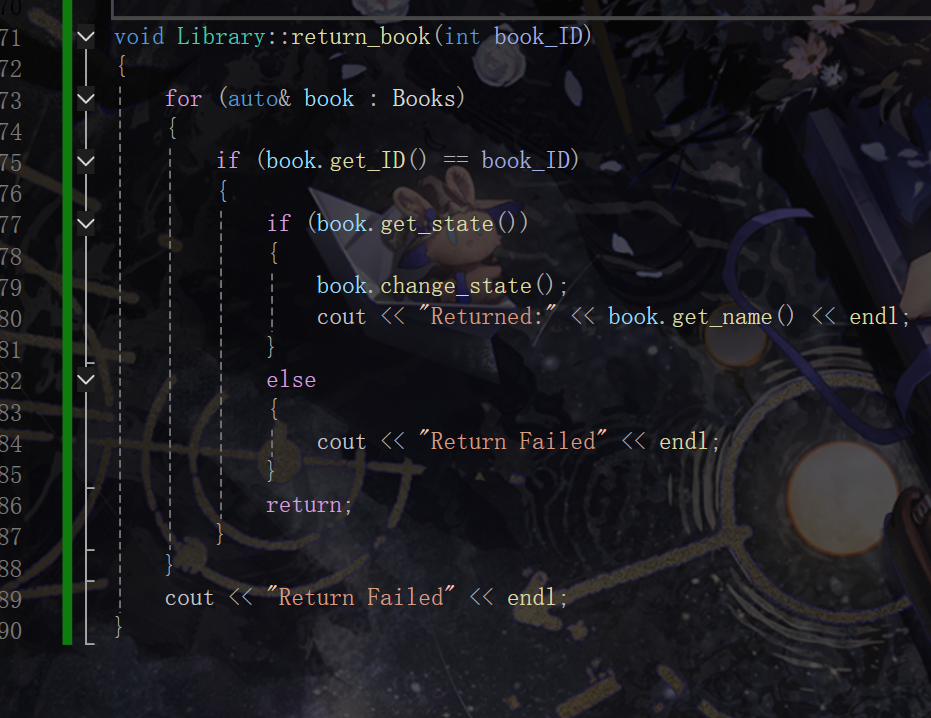 71 void Library::return_book(int book_ID)
72 {
73 for (auto& book : Books)
74 {
75 if (book.get_ID() == book_ID)
76 {
77 if (book.get_state())
78 {
79 book.change_state();
80 cout << "Returned:" << book.get_name() << endl;
81 }
82 else
83 {
84 cout << "Return Failed" << endl;
85 }
86 return;
87 }
88 }
89 cout << "Return Failed" << endl;
90 }